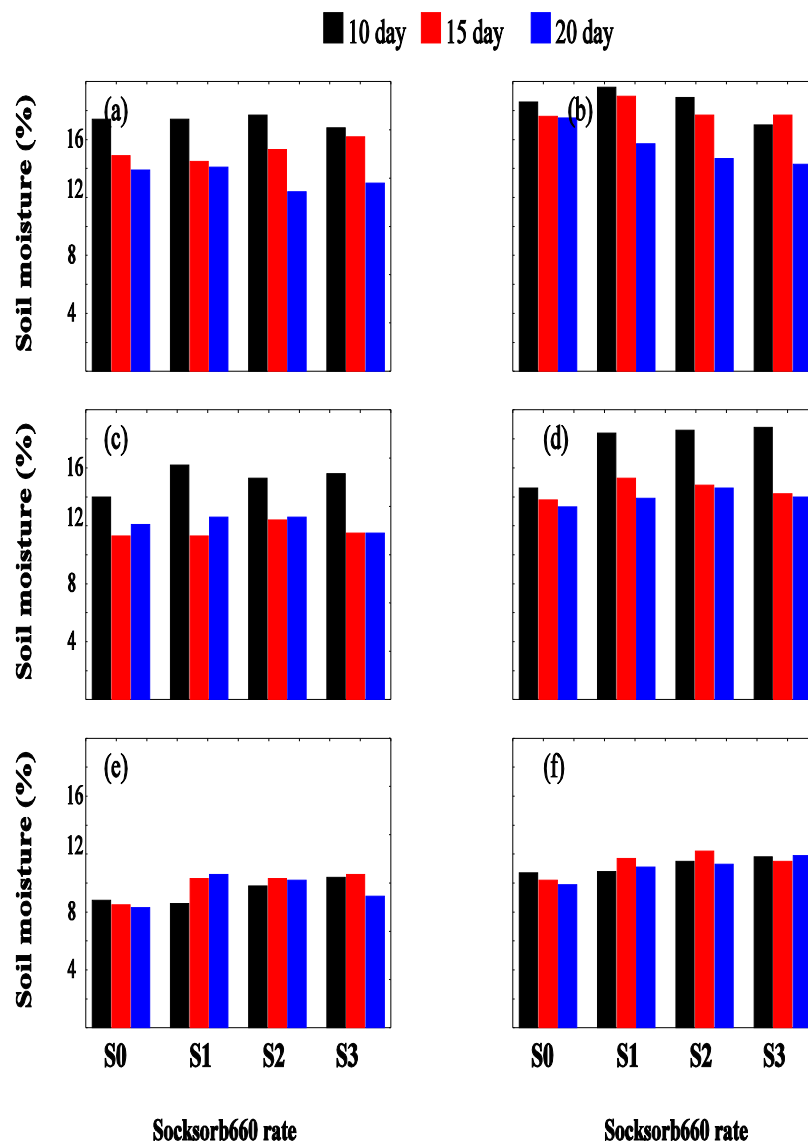 10 day 15 day 20 day
Soil moisture (%)
16
12
8
4
(a)
(b)
Soil moisture (%)
16
12
8
4
(c)
(d)
Soil moisture (%)
16
12
8
4
(e)
(f)
S0 S1 S2 S3
S0 S1 S2 S3
Socksorb660 rate
Socksorb660 rate